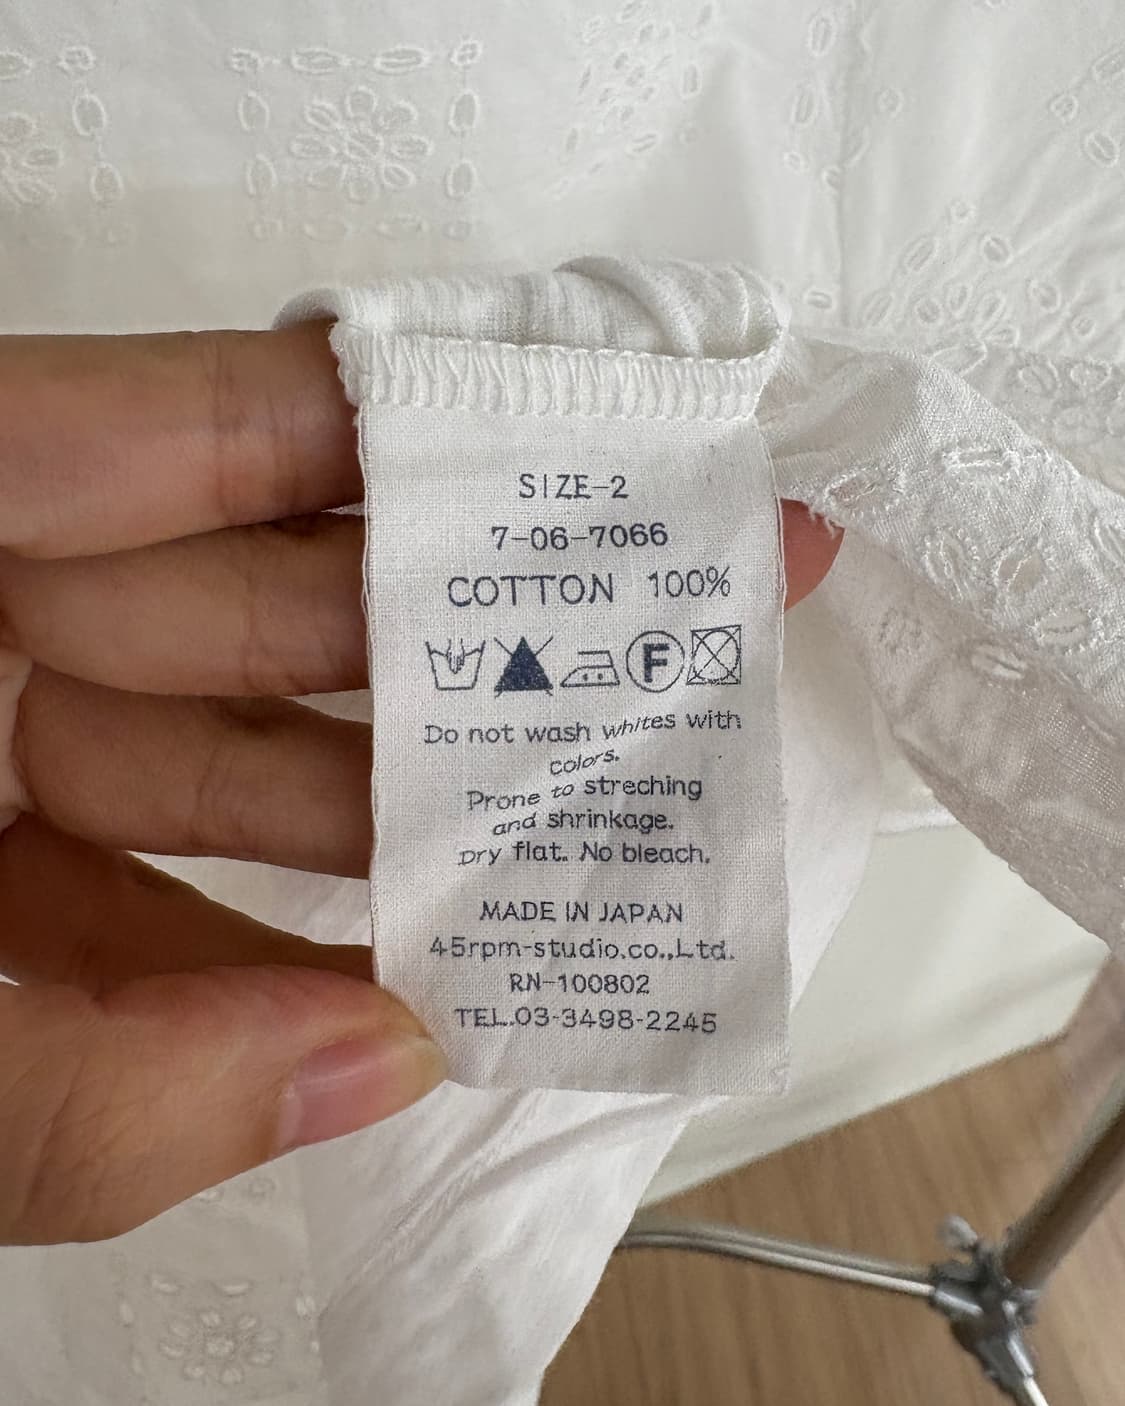 SIZE-2
7-06-7066
COTTON 100%
F
Do not wash whites with
colors.
Prone to streching
and shrinkage.
Dry flat. No bleach.
MADE IN JAPAN
45rpm-studio.co.,Ltd.
RN-100802
TEL.03-3498-2245